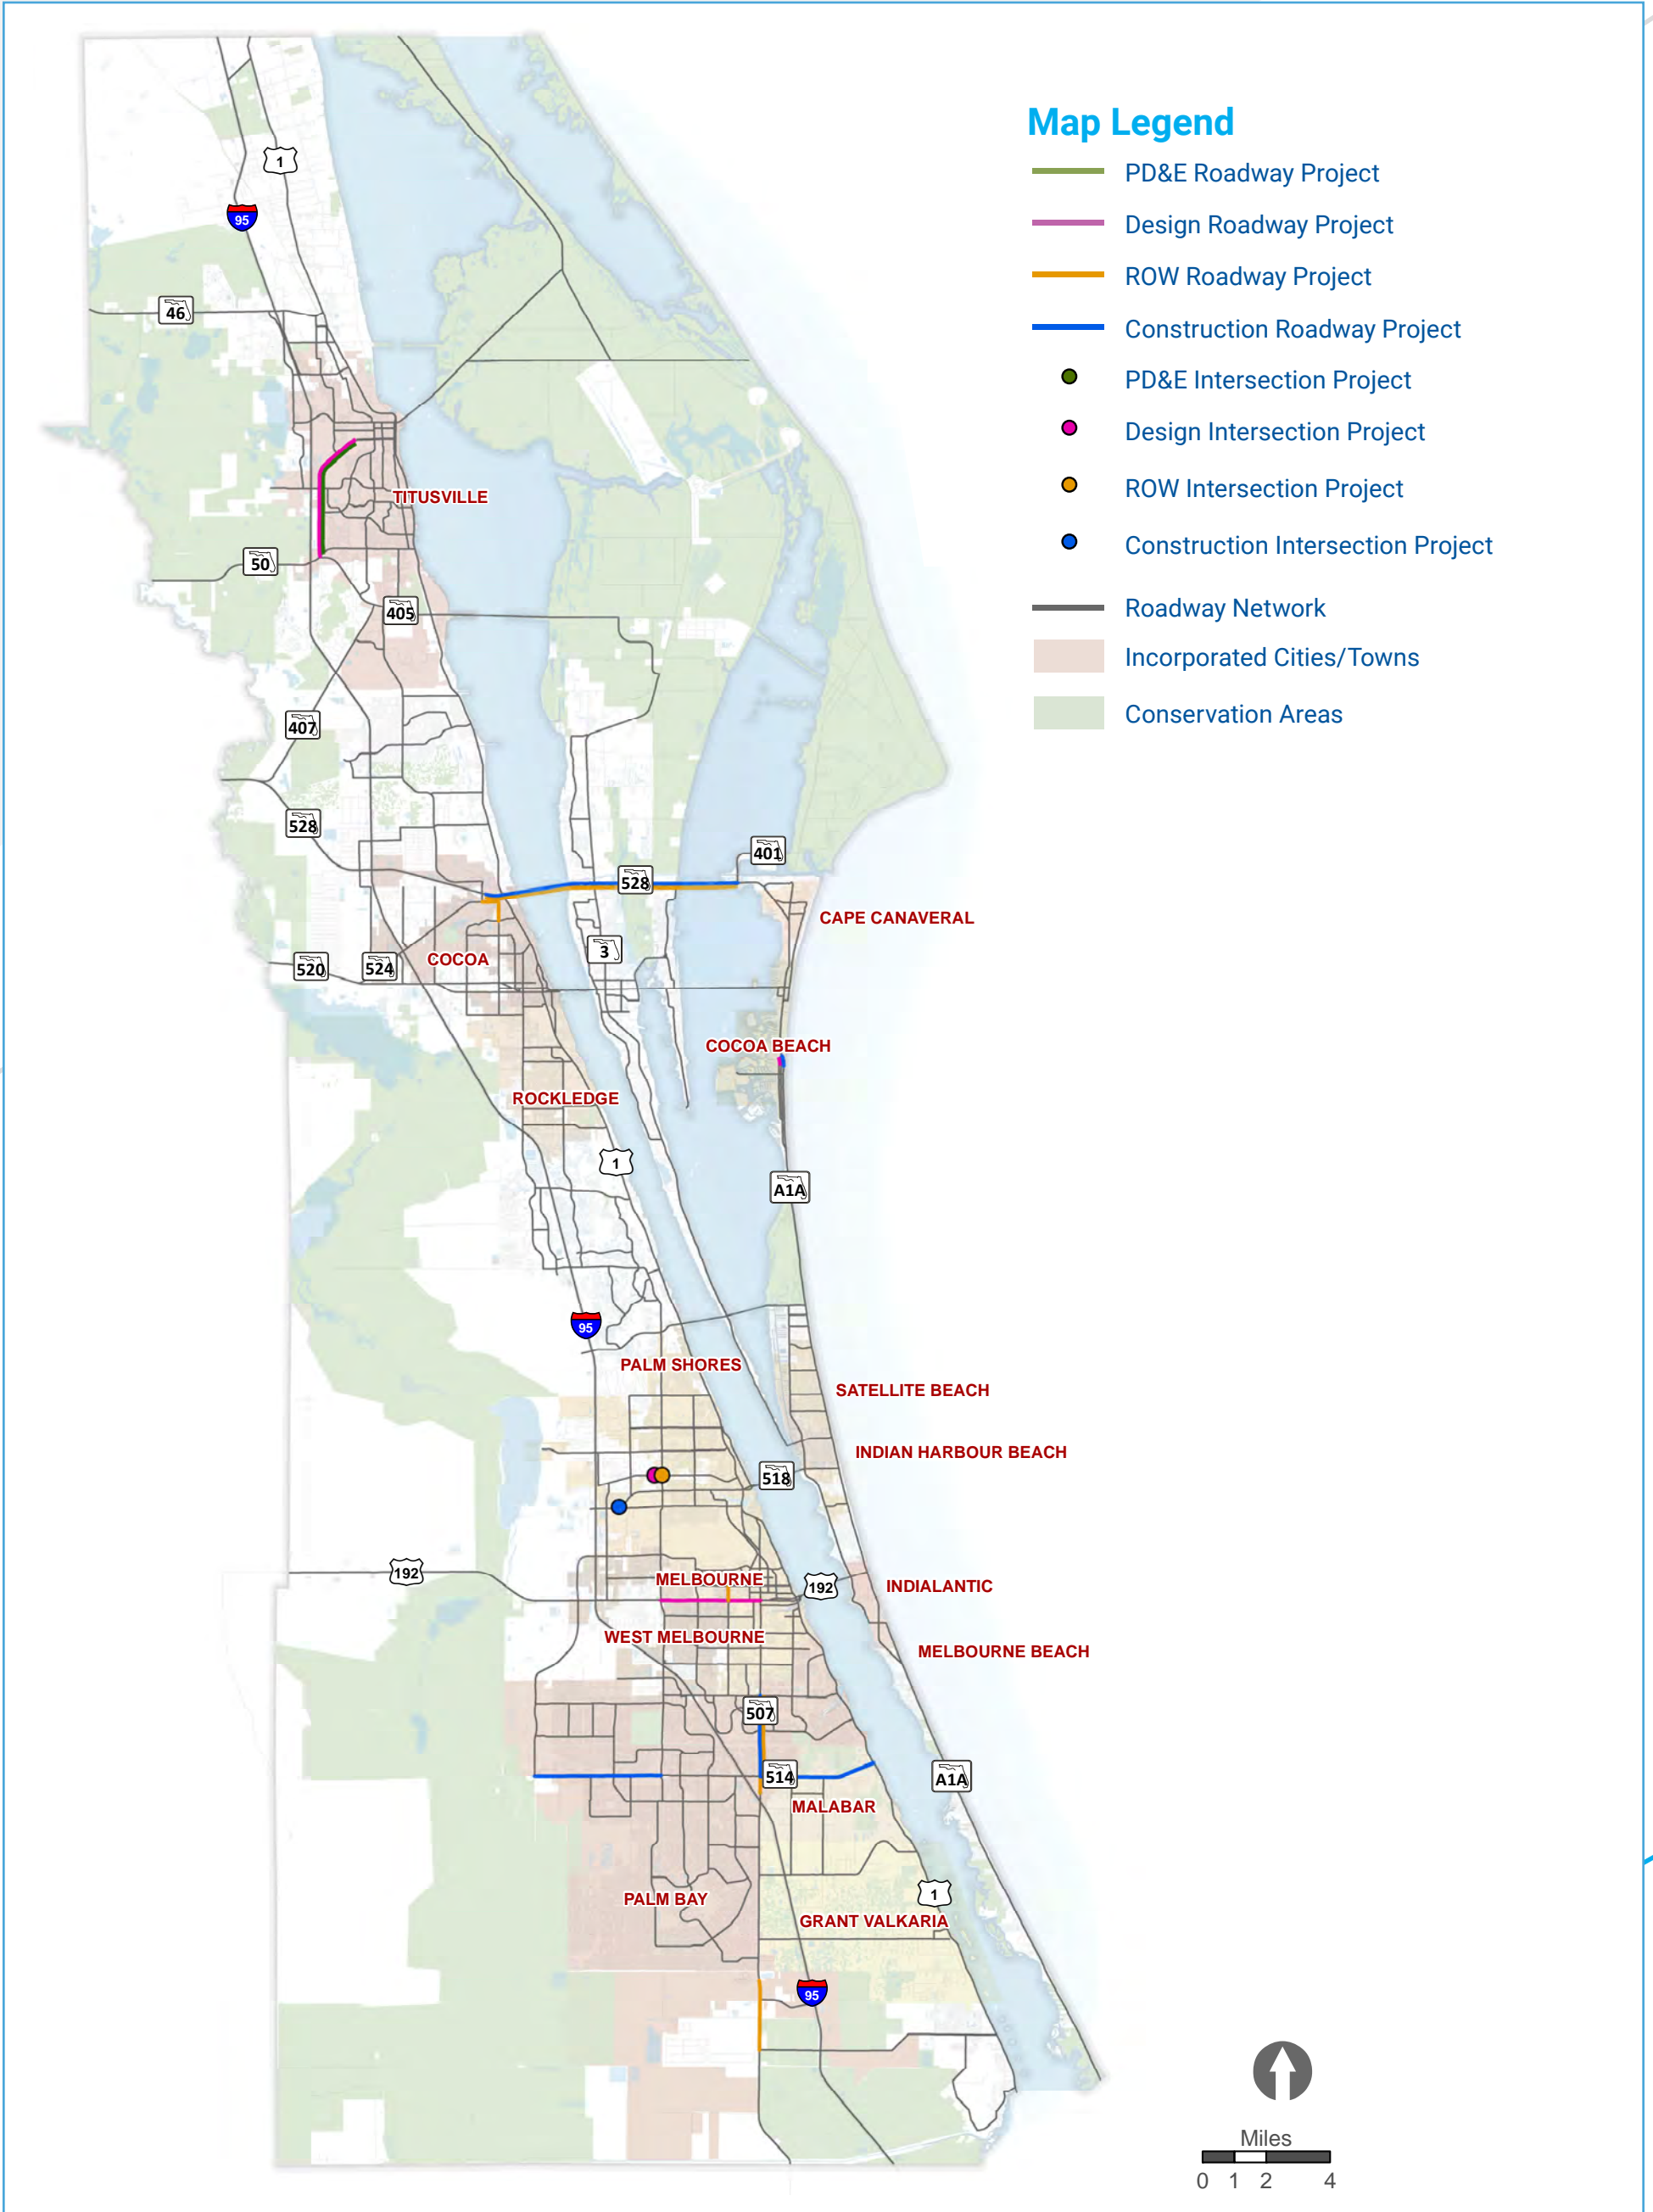 Map Legend
PD&E Roadway Project
Design Roadway Project
ROW Roadway Project
Construction Roadway Project
PD&E Intersection Project
Design Intersection Project
ROW Intersection Project
Construction Intersection Project
Roadway Network
Incorporated Cities/Towns
Conservation Areas
1
95
46
TITUSVILLE
50
405
407
528
401
528
CAPE CANAVERAL
3
COCOA
520
524
COCOA BEACH
ROCKLEDGE
1
A1A
95
PALM SHORES
SATELLITE BEACH
INDIAN HARBOUR BEACH
518
192
MELBOURNE
192
INDIALANTIC
WEST MELBOURNE
MELBOURNE BEACH
507
514
A1A
MALABAR
1
PALM BAY
GRANT VALKARIA
95
Miles
0 1 2 4